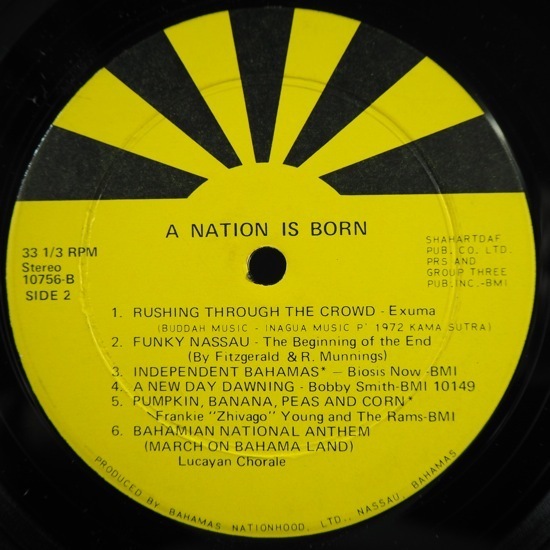 A NATION IS BORN
33 1/3 RPM
Stereo
10756-B
SIDE 2
SHAHARTDAF
PUB. CO. LTD.
PRS AND
GROUP THREE
PUB. INC.-BMI
1. RUSHING THROUGH THE CROWD - Exuma
(BUDDAH MUSIC - INAGUA MUSIC P' 1972 KAMA SUTRA)
2. FUNKY NASSAU - The Beginning of the End
(By Fitzgerald & R. Munnings)
3 INDEPENDENT BAHAMAS* - Biosis Now -BMI
4 A NEW DAY DAWNING - Bobby Smith-BMI 10149
5 PUMPKIN, BANANA, PEAS AND CORN*
Frankie "Zhivago" Young and The Rams-BMI
6 BAHAMIAN NATIONAL ANTHEM
(MARCH ON BAHAMA LAND)
Lucayan Chorale
PRODUCED BY BAHAMAS NATIONHOOD, LTD., NASSAU, BAHAMAS